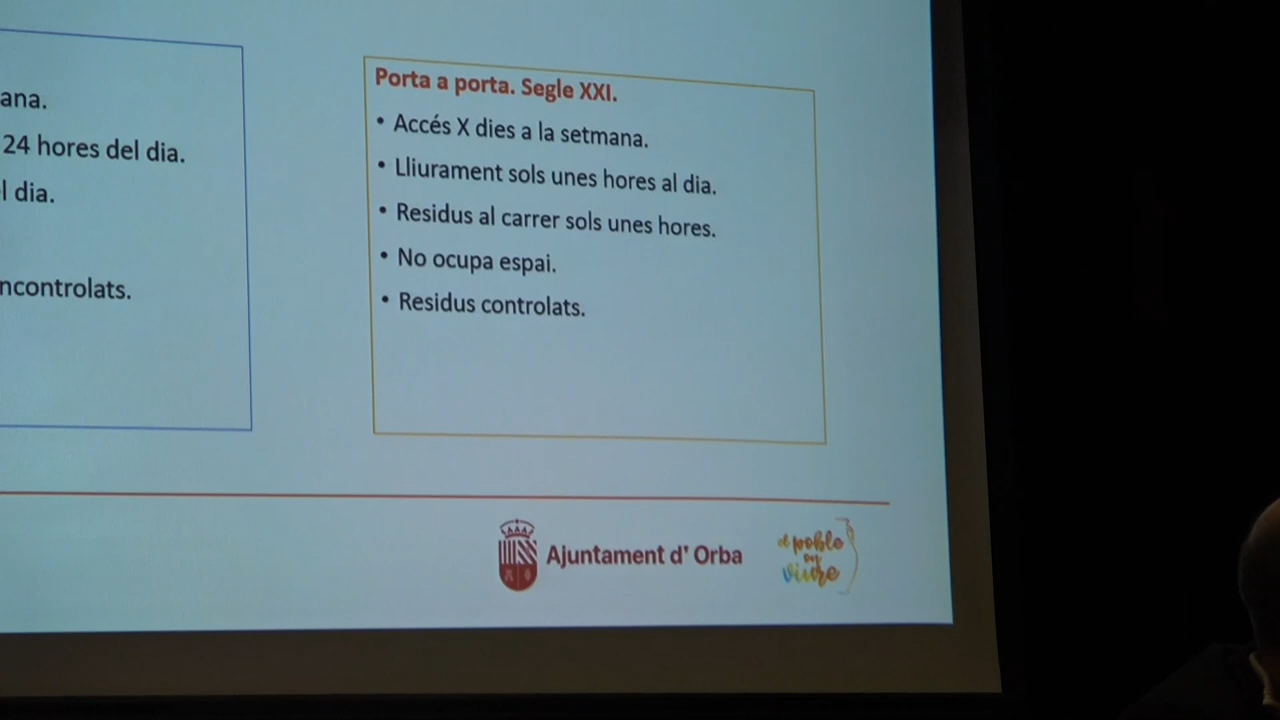 ana.
24 hores del dia.
l dia.
ncontrolats.
Porta a porta. Segle XXI.
• Accés X dies a la setmana.
• Lliurament sols unes hores al dia.
• Residus al carrer sols unes hores.
• No ocupa espai.
• Residus controlats.
Ajuntament d' Orba
el poble
on
viure